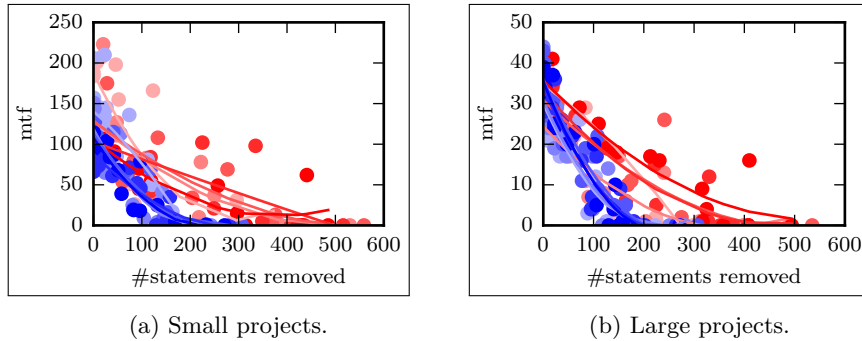 250
200
150
100
50
0
mtf
0 100 200 300 400 500 600
#statements removed
(a) Small projects.
50
40
30
20
10
0
mtf
0 100 200 300 400 500 600
#statements removed
(b) Large projects.